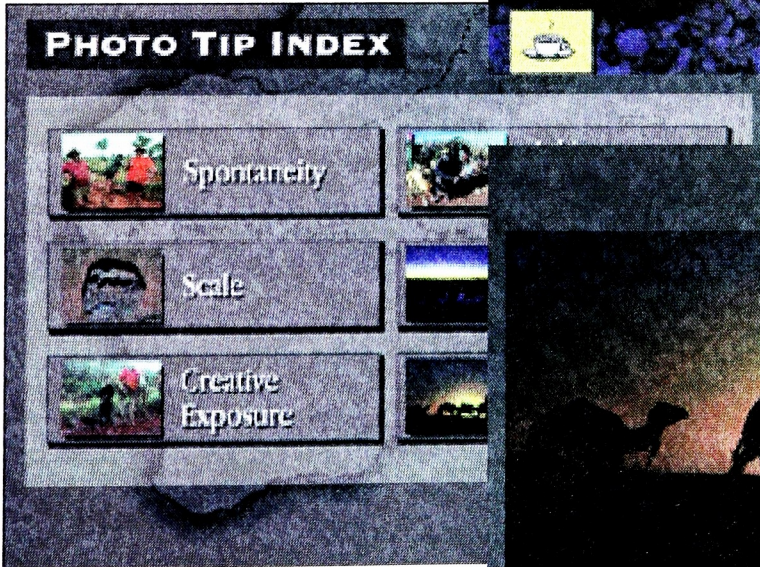 PHOTO TIP INDEX
Spontaneity
Scale
Creative
Exposure